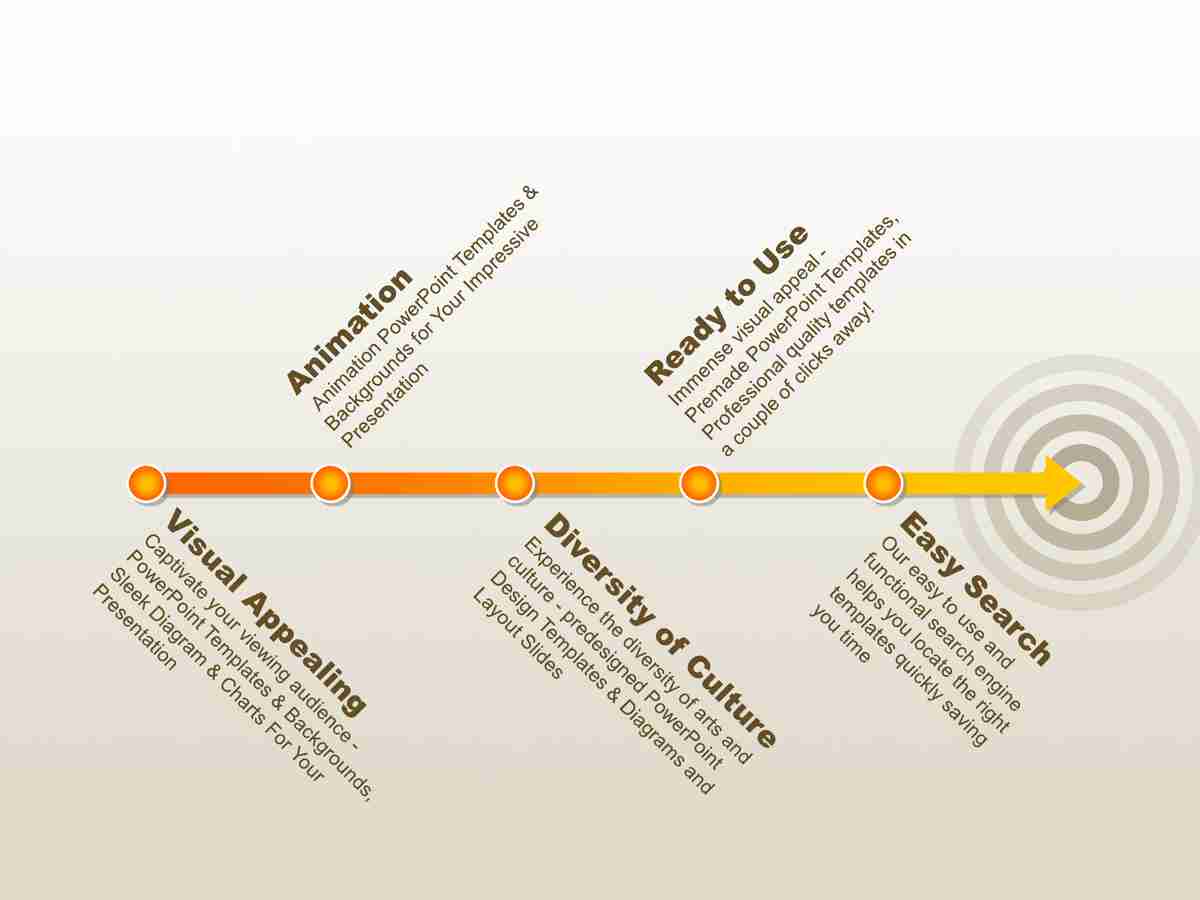 Visual Appealing
Captivate your viewing audience -
PowerPoint Templates & Backgrounds,
Sleek Diagram & Charts For Your
Presentation
Animation
Animation PowerPoint Templates &
Backgrounds for Your Impressive
Presentation
Diversity of Culture
Experience the diversity of arts and
culture - predesigned PowerPoint
Design Templates & Diagrams and
Layout Slides
Ready to Use
Immense visual appeal -
Premade PowerPoint Templates,
Professional quality templates in
a couple of clicks away!
Easy Search
Our easy to use and
functional search engine
helps you locate the right
templates quickly saving
you time